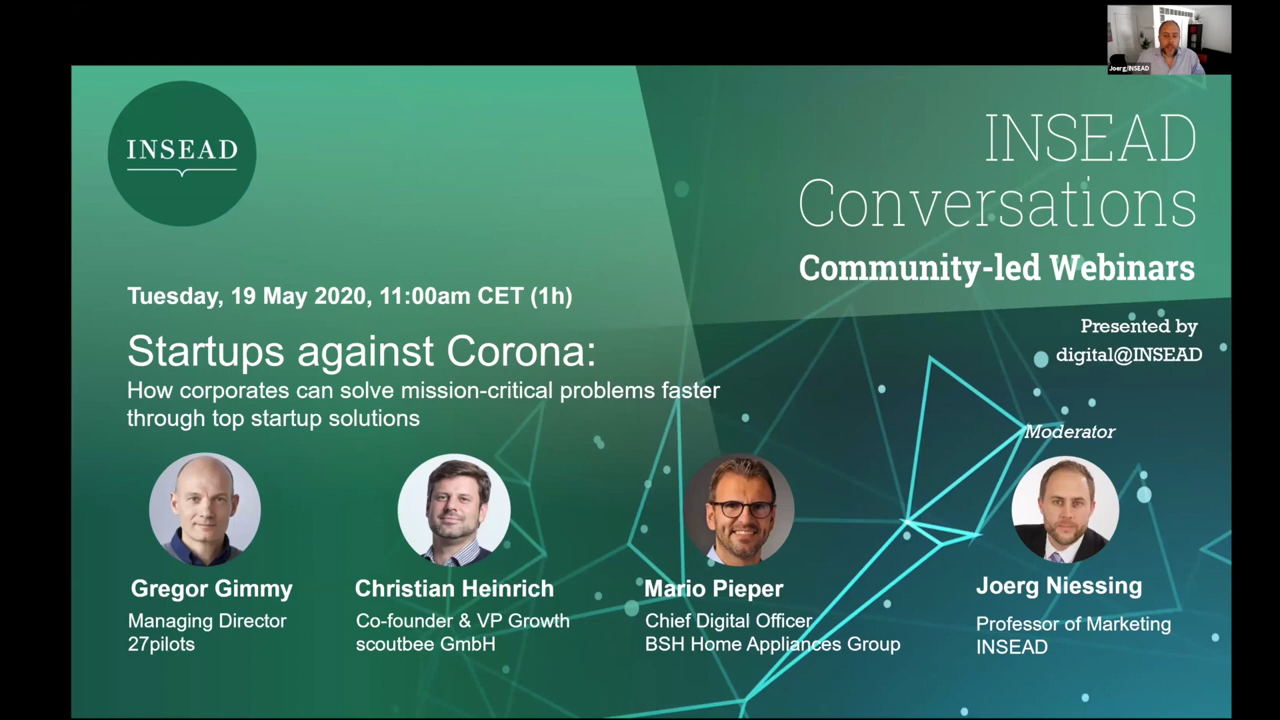 Joerg/INSEAD
INSEAD
INSEAD
Conversations
Community-led Webinars
Presented by
digital@INSEAD
Tuesday, 19 May 2020, 11:00am CET (1h)
Startups against Corona:
How corporates can solve mission-critical problems faster
through top startup solutions
Gregor Gimmy
Managing Director
27pilots
Christian Heinrich
Co-founder & VP Growth
scoutbee GmbH
Mario Pieper
Chief Digital Officer
BSH Home Appliances Group
Moderator
Joerg Niessing
Professor of Marketing
INSEAD